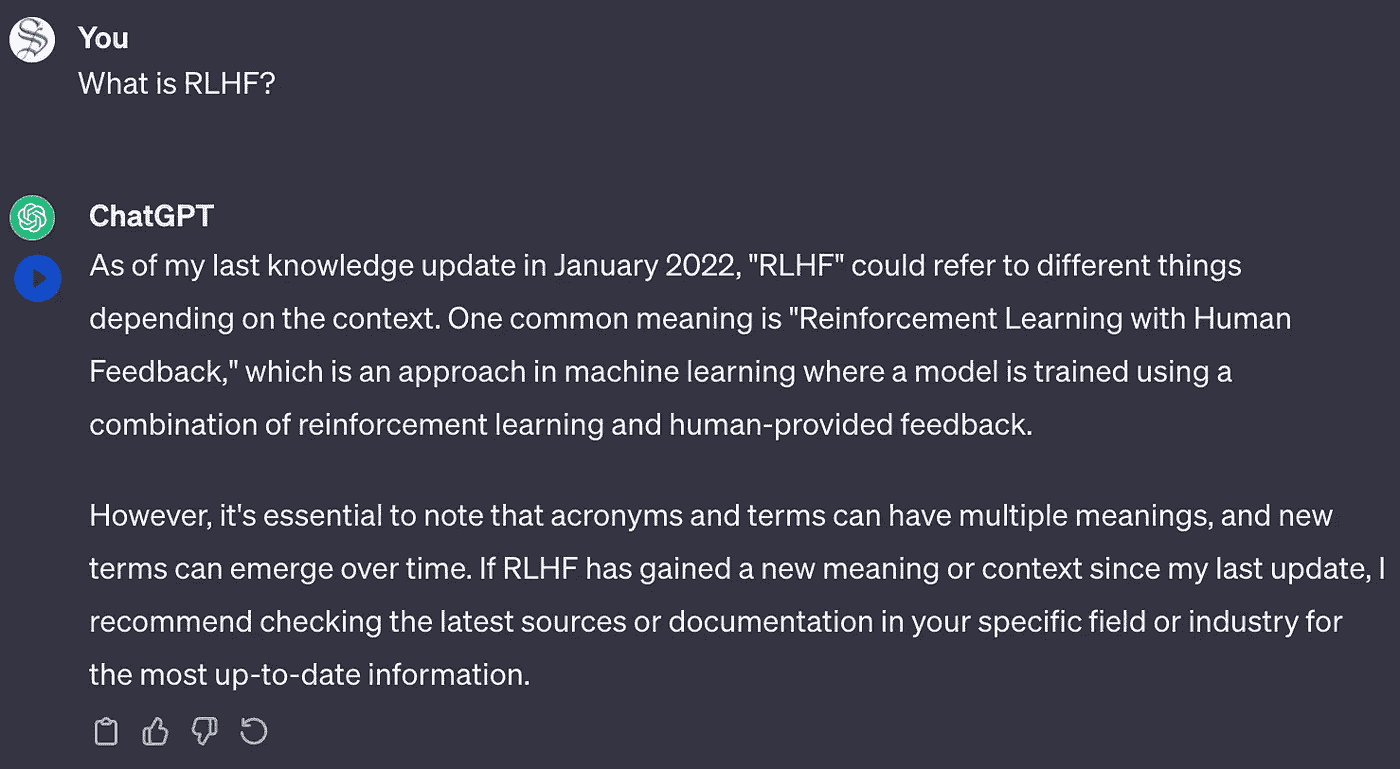 You
What is RLHF?
ChatGPT
As of my last knowledge update in January 2022, "RLHF" could refer to different things
depending on the context. One common meaning is "Reinforcement Learning with Human
Feedback," which is an approach in machine learning where a model is trained using a
combination of reinforcement learning and human-provided feedback.
However, it's essential to note that acronyms and terms can have multiple meanings, and new
terms can emerge over time. If RLHF has gained a new meaning or context since my last update, I
recommend checking the latest sources or documentation in your specific field or industry for
the most up-to-date information.